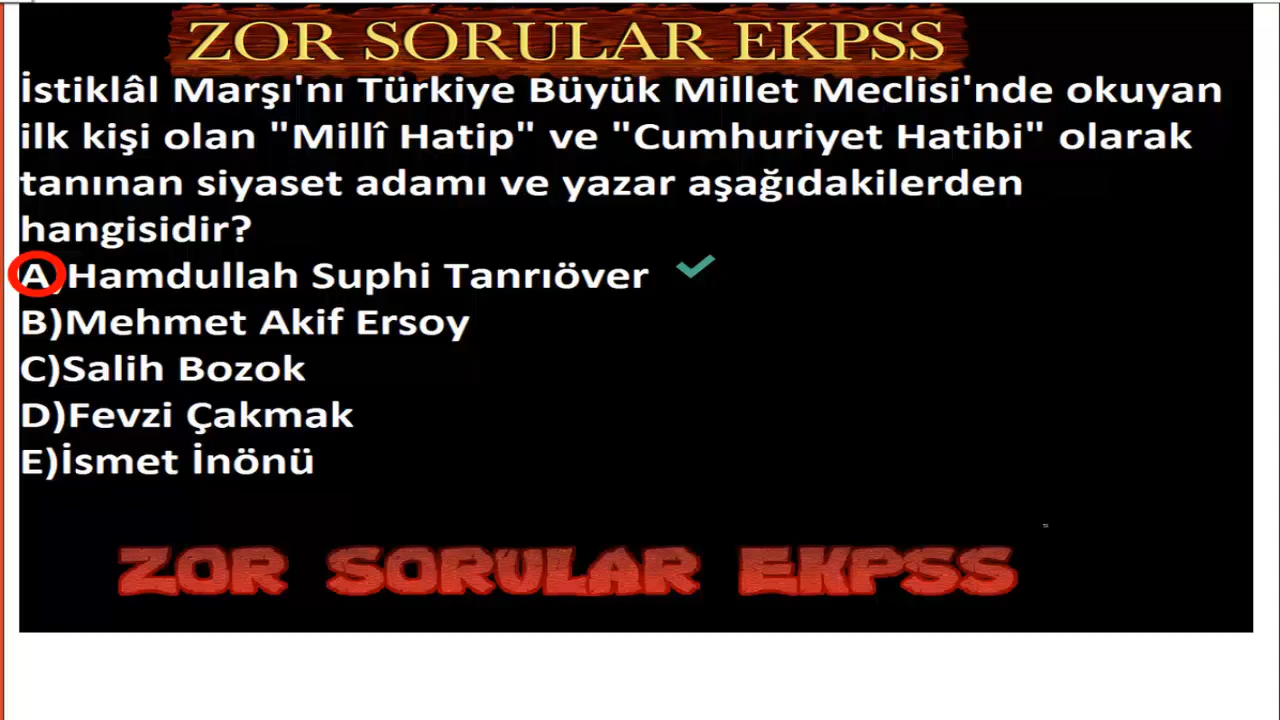 ZOR SORULAR EKPSS
İstiklâl Marşı'nı Türkiye Büyük Millet Meclisi'nde okuyan
ilk kişi olan "Millî Hatip" ve "Cumhuriyet Hatibi" olarak
tanınan siyaset adamı ve yazar aşağıdakilerden
hangisidir?
A)Hamdullah Suphi Tanrıöver
B)Mehmet Akif Ersoy
C)Salih Bozok
D)Fevzi Çakmak
E)İsmet İnönü
ZOR SORULAR EKPSS